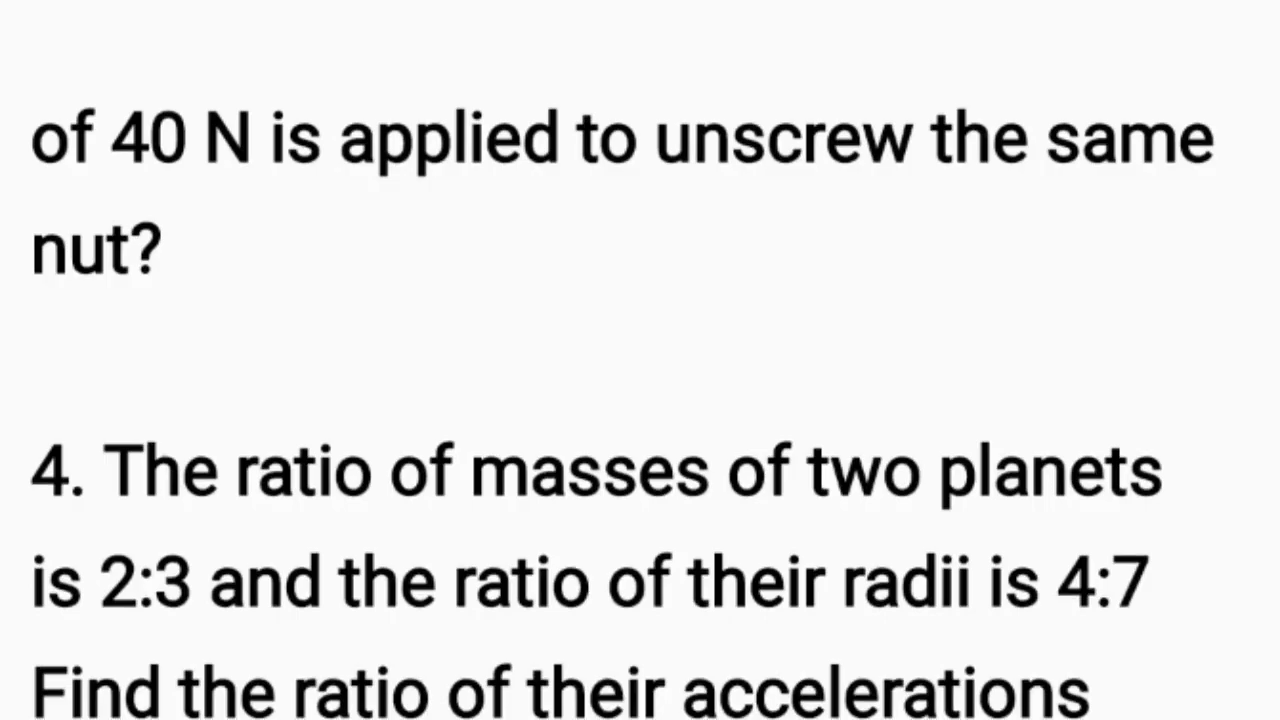 of 40 N is applied to unscrew the same
nut?
4. The ratio of masses of two planets
is 2:3 and the ratio of their radii is 4:7
Find the ratio of their accelerations